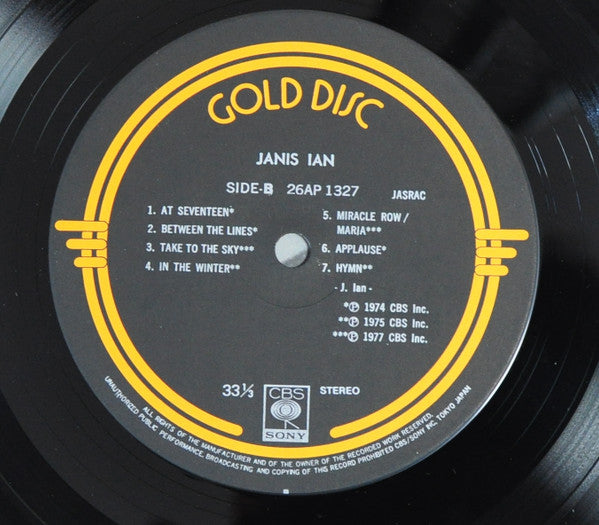 GOLD DISC
JANIS IAN
SIDE-B 26AP 1327 JASRAC
1. AT SEVENTEEN*
2. BETWEEN THE LINES*
3. TAKE TO THE SKY***
4. IN THE WINTER**
5. MIRACLE ROW /
MARIA***
6. APPLAUSE*
7. HYMN**
- J. Ian -
*Ⓟ 1974 CBS Inc.
**Ⓟ 1975 CBS Inc.
***Ⓟ 1977 CBS Inc.
33⅓ CBS STEREO
SONY
ALL RIGHTS OF THE MANUFACTURER AND OF THE OWNER OF THE RECORDED WORK RESERVED.
UNAUTHORIZED PUBLIC PERFORMANCE, BROADCASTING AND COPYING OF THIS RECORD PROHIBITED CBS/SONY INC. TOKYO JAPAN